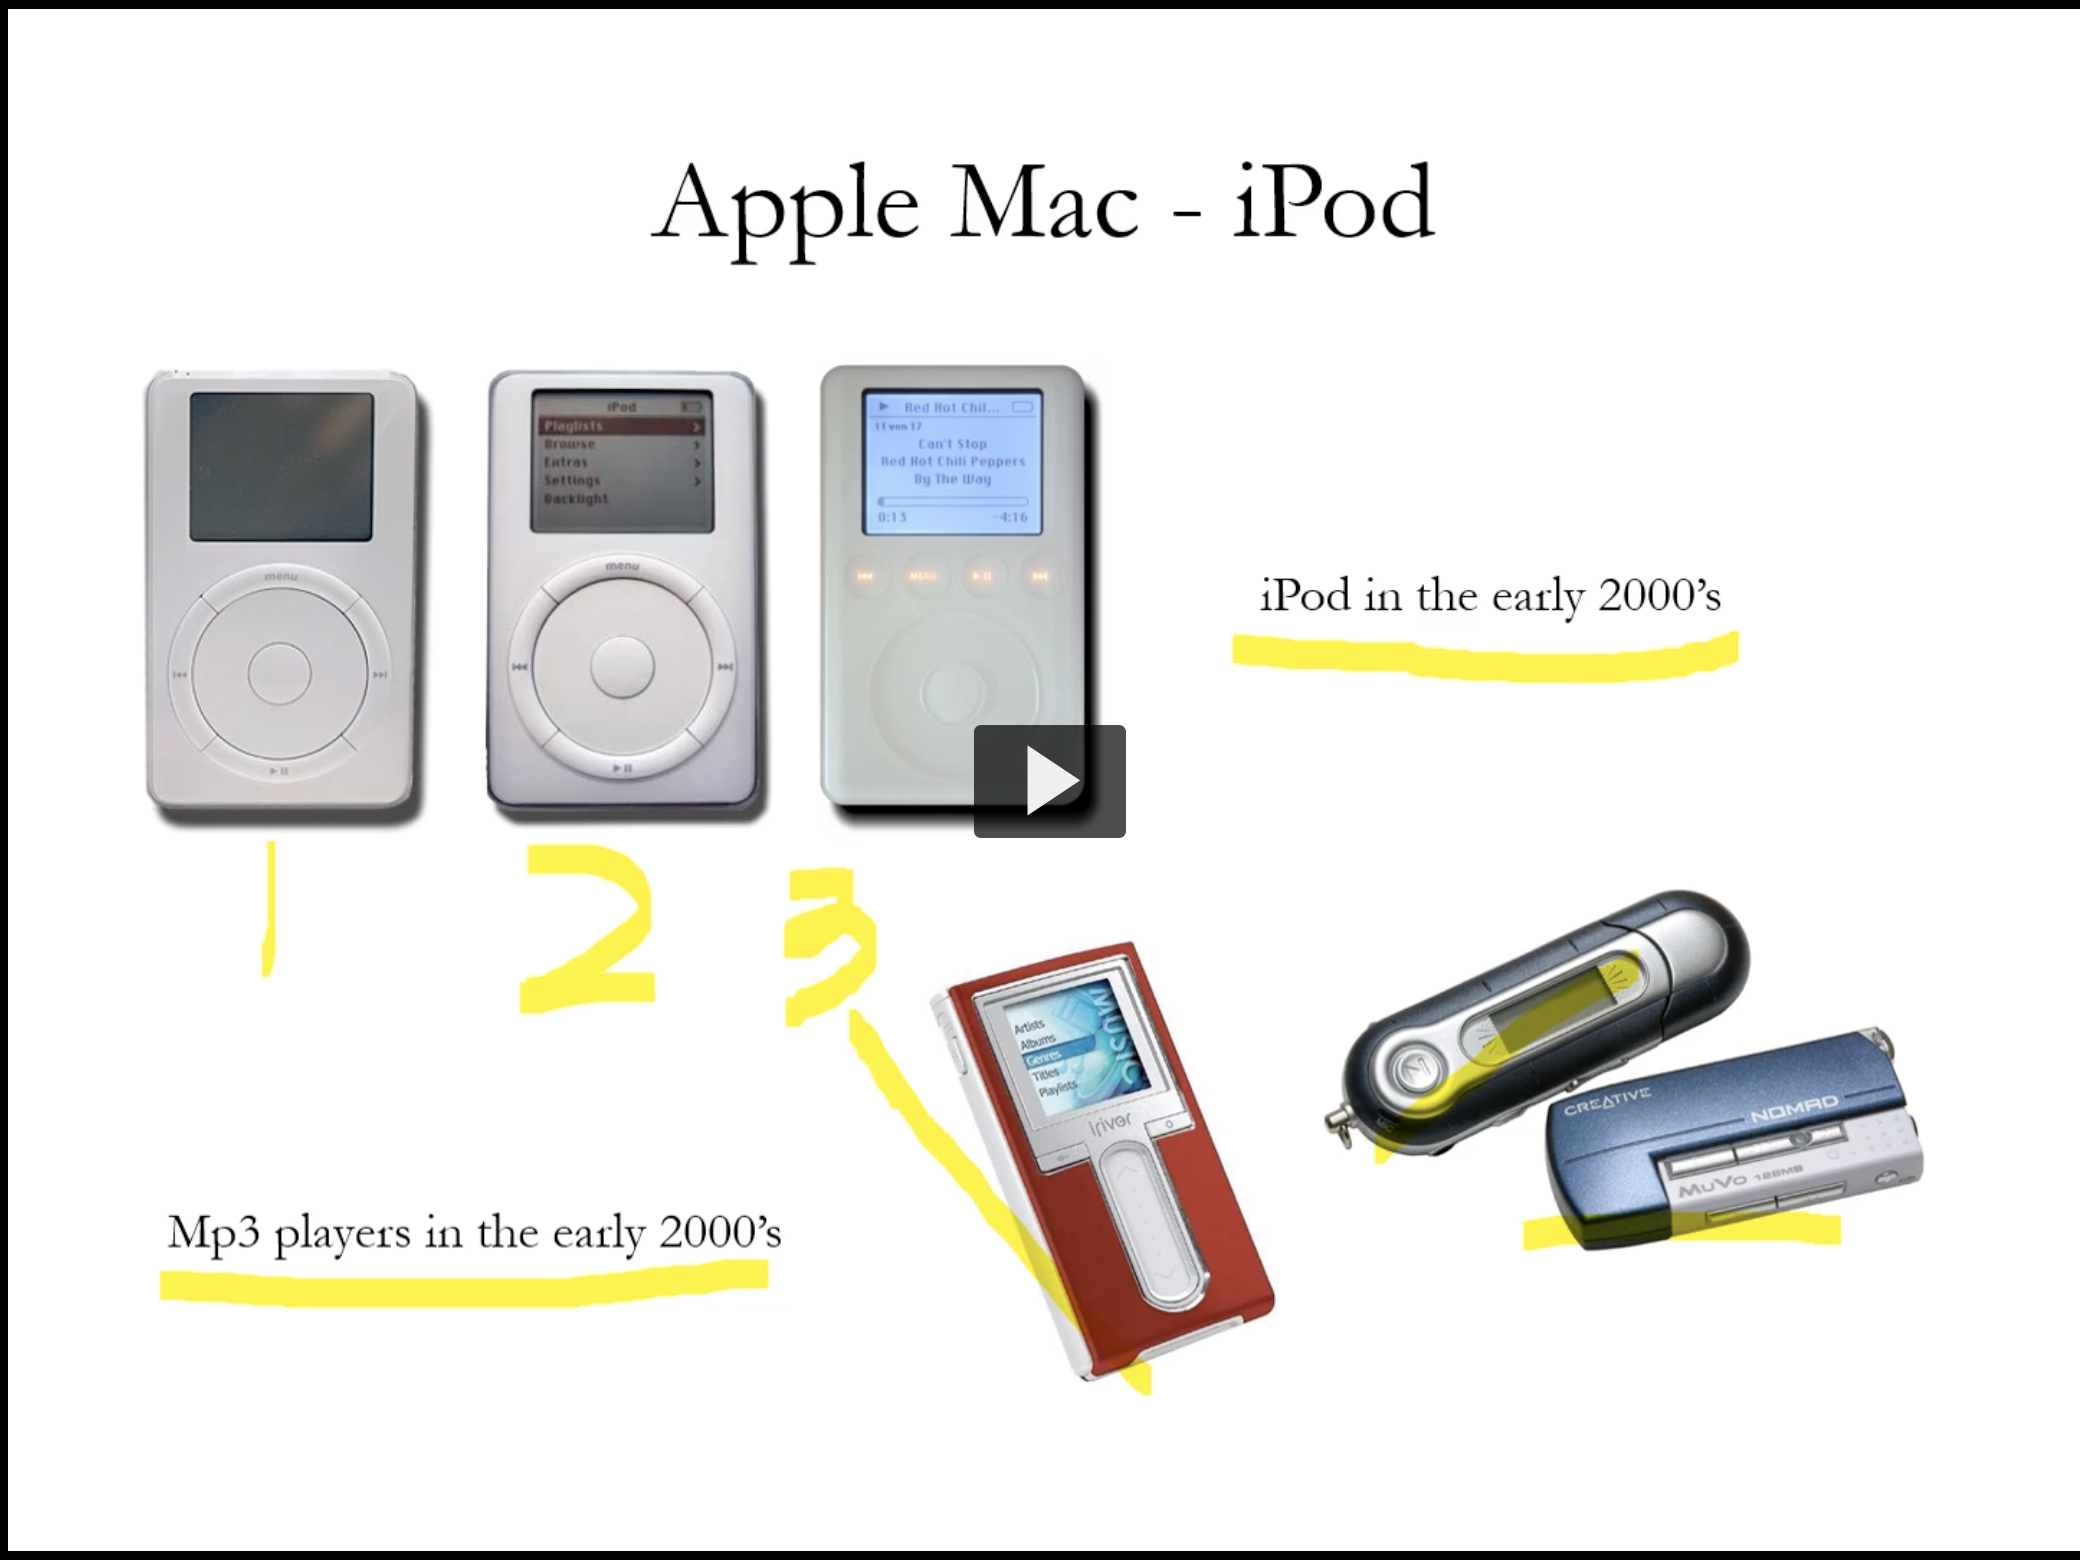 Apple Mac - iPod
menu
iPod
Playlists
Browse
Extras
Settings
Backlight
menu
Red Hot Chil...
11 von 17
Can't Stop
Red Hot Chili Peppers
By The Way
0:13 -4:16
MENU
iPod in the early 2000's
1 2 3
Artists
Albums
Genres
Titles
Playlists
MUSIC
iriver
MIC
CREATIVE
NOMAD
MuVo 128MB
Mp3 players in the early 2000's